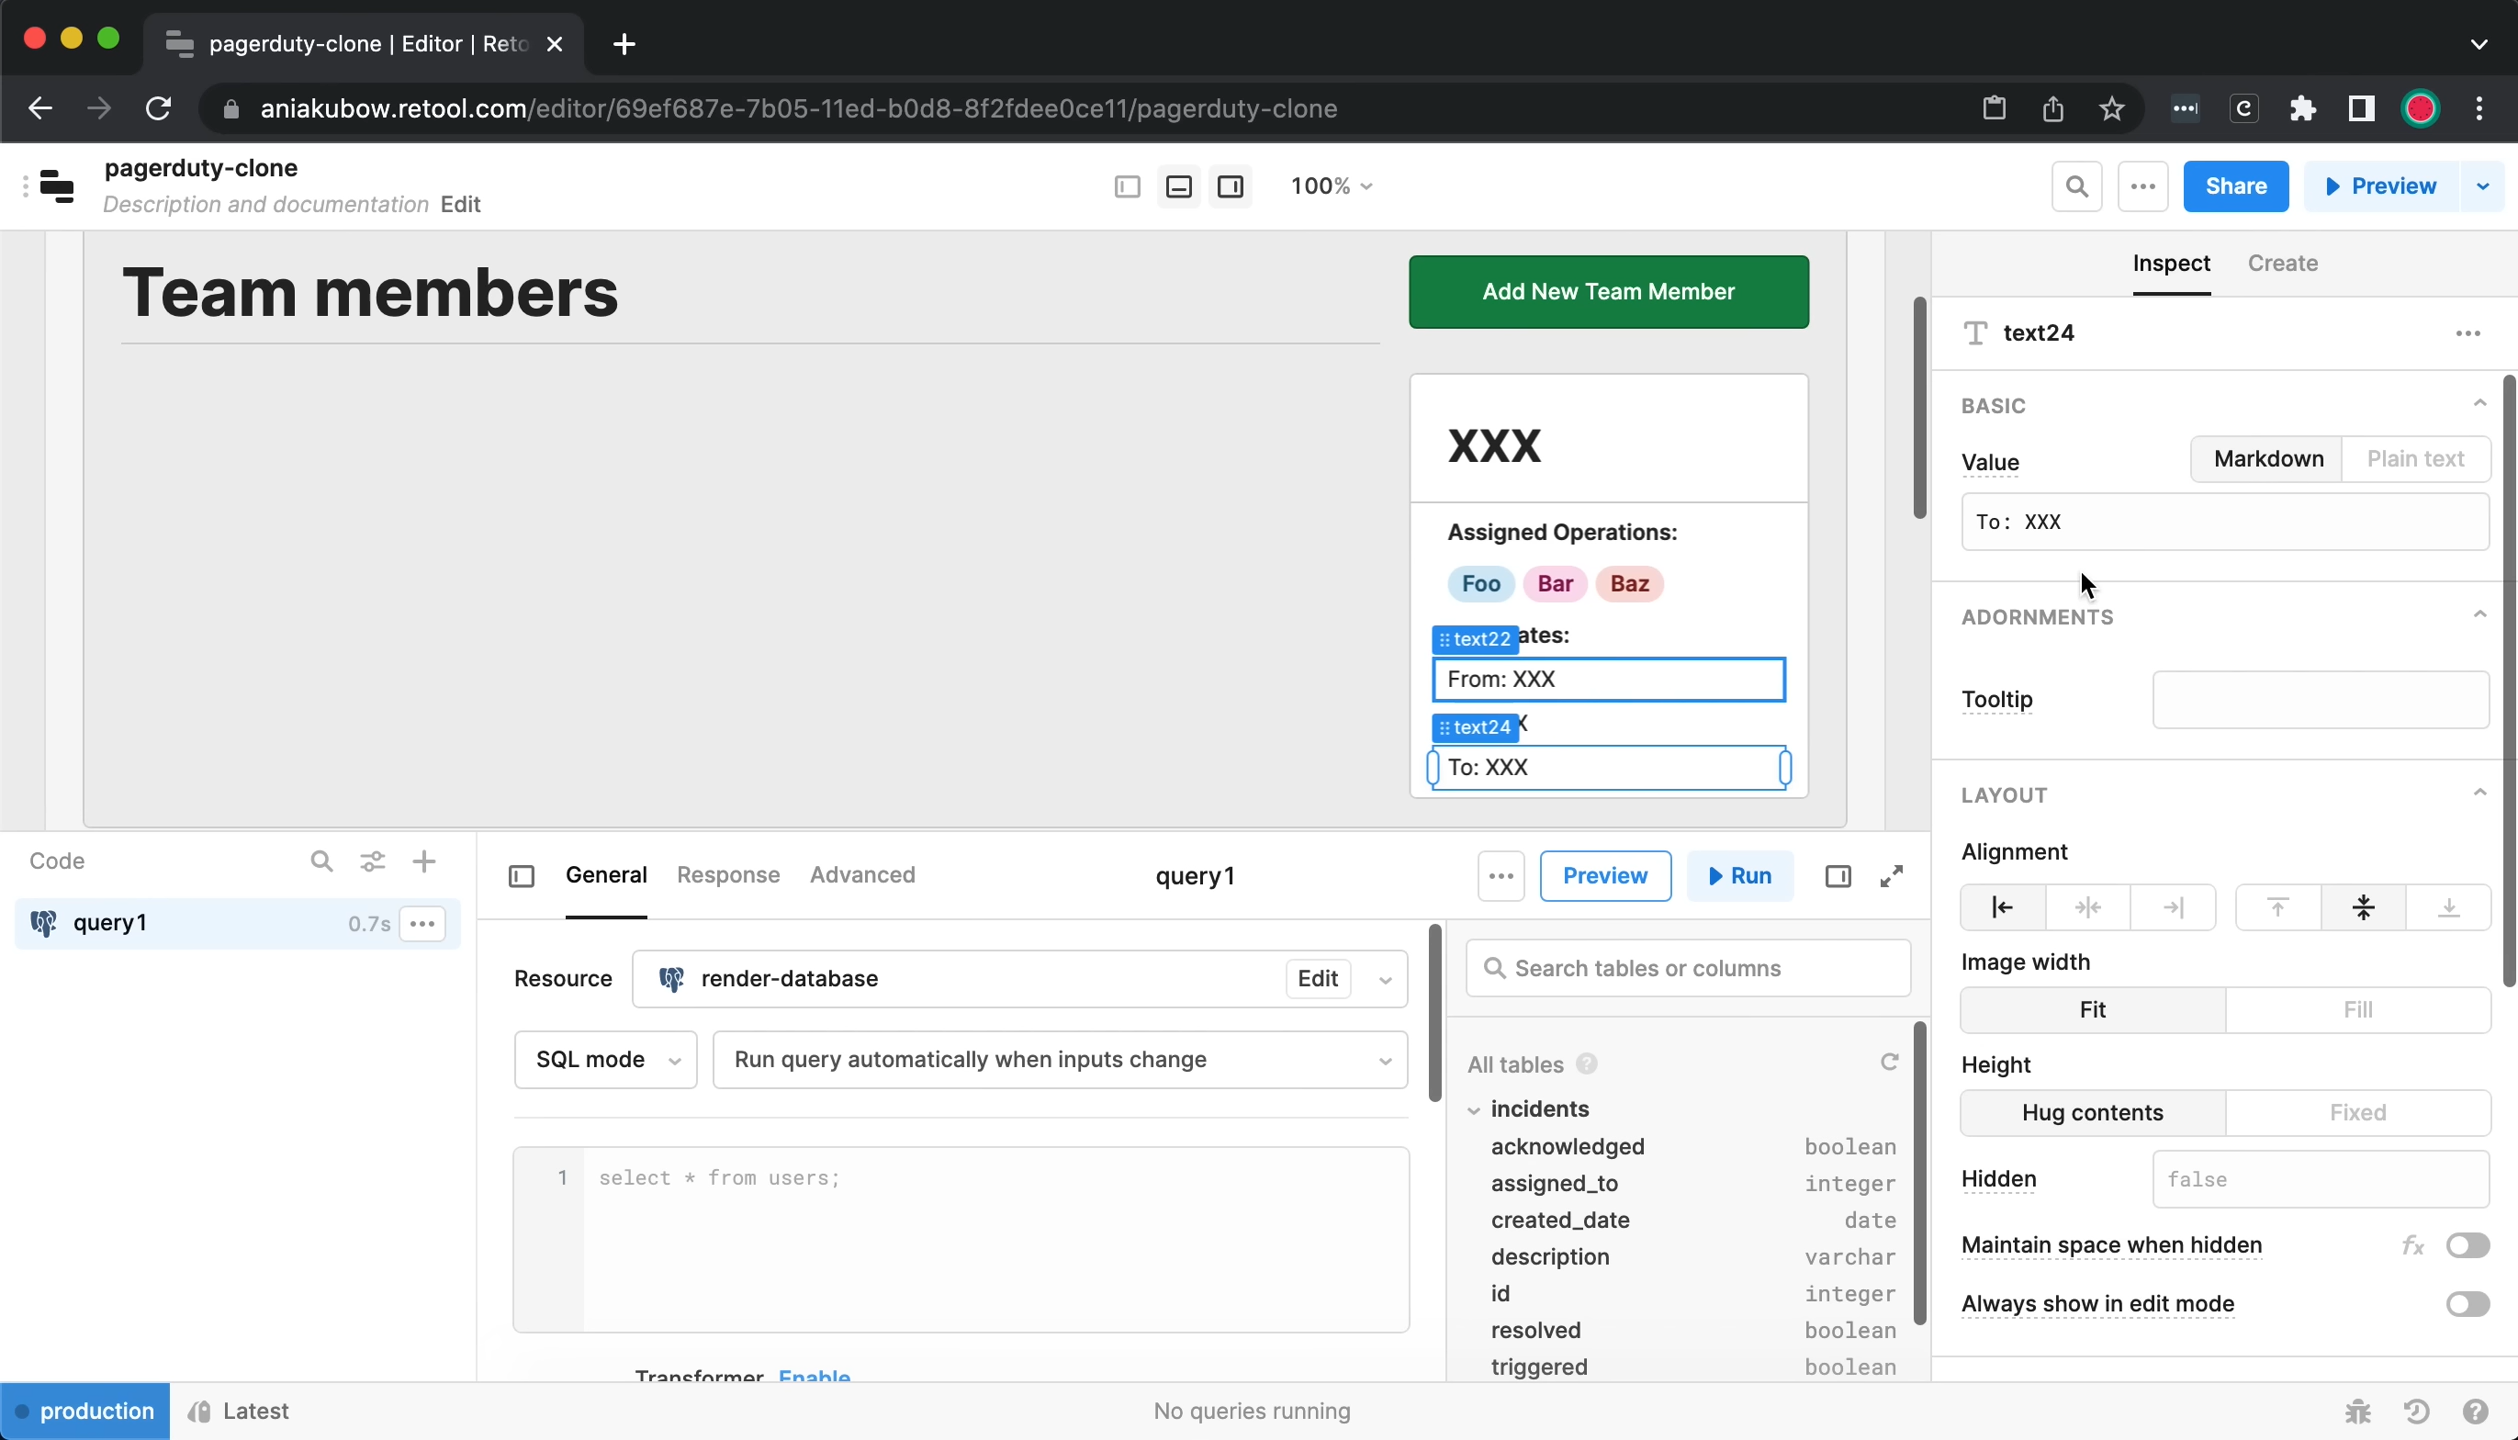 pagerduty-clone | Editor | Reto
aniakubow.retool.com/editor/69ef687e-7b05-11ed-b0d8-8f2fdee0ce11/pagerduty-clone
pagerduty-clone
Description and documentation Edit
100%
Share
Preview
Team members
Add New Team Member
XXX
Assigned Operations:
Foo Bar Baz
text22 ates:
From: XXX
text24 X
To: XXX
Inspect Create
text24
BASIC
Value Markdown Plain text
To: XXX
ADORNMENTS
Tooltip
LAYOUT
Alignment
Image width
Fit Fill
Height
Hug contents Fixed
Hidden false
Maintain space when hidden fx
Always show in edit mode
Code
query1 0.7s
General Response Advanced query1 Preview Run
Resource render-database Edit
SQL mode Run query automatically when inputs change
1 select * from users;
Transformer Enable
Search tables or columns
All tables ?
incidents
acknowledged boolean
assigned_to integer
created_date date
description varchar
id integer
resolved boolean
triggered boolean
production Latest No queries running